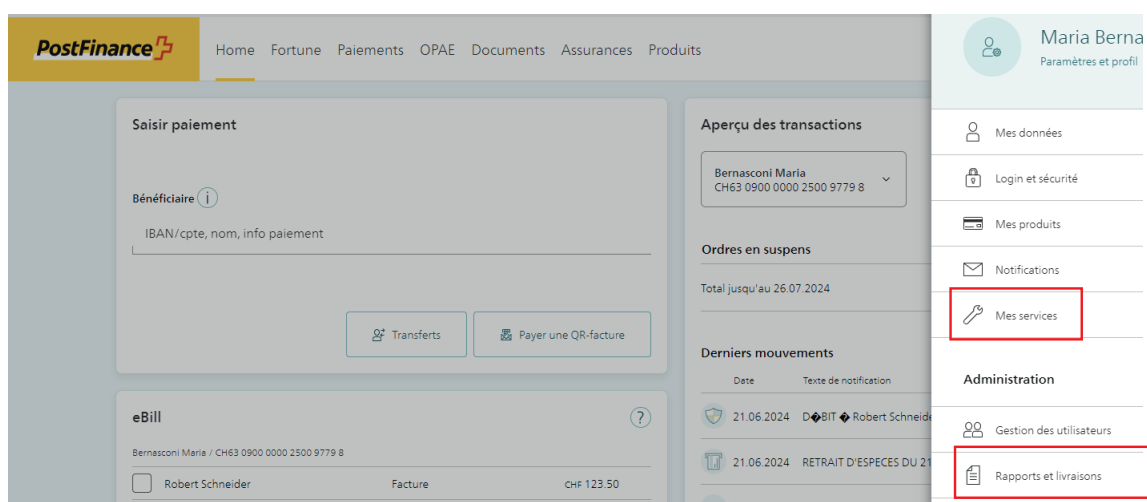 PostFinance
Home Fortune Paiements OPAE Documents Assurances Produits
Saisir paiement
Bénéficiaire i
IBAN/cpte, nom, info paiement
Transferts
Payer une QR-facture
eBill ?
Bernasconi Maria / CH63 0900 0000 2500 9779 8
Robert Schneider Facture CHF 123.50
Aperçu des transactions
Bernasconi Maria
CH63 0900 0000 2500 9779 8
Ordres en suspens
Total jusqu'au 26.07.2024
Derniers mouvements
Date Texte de notification
21.06.2024 D�BIT � Robert Schneide
21.06.2024 RETRAIT D'ESPECES DU 21
Maria Berna
Paramètres et profil
Mes données
Login et sécurité
Mes produits
Notifications
Mes services
Administration
Gestion des utilisateurs
Rapports et livraisons